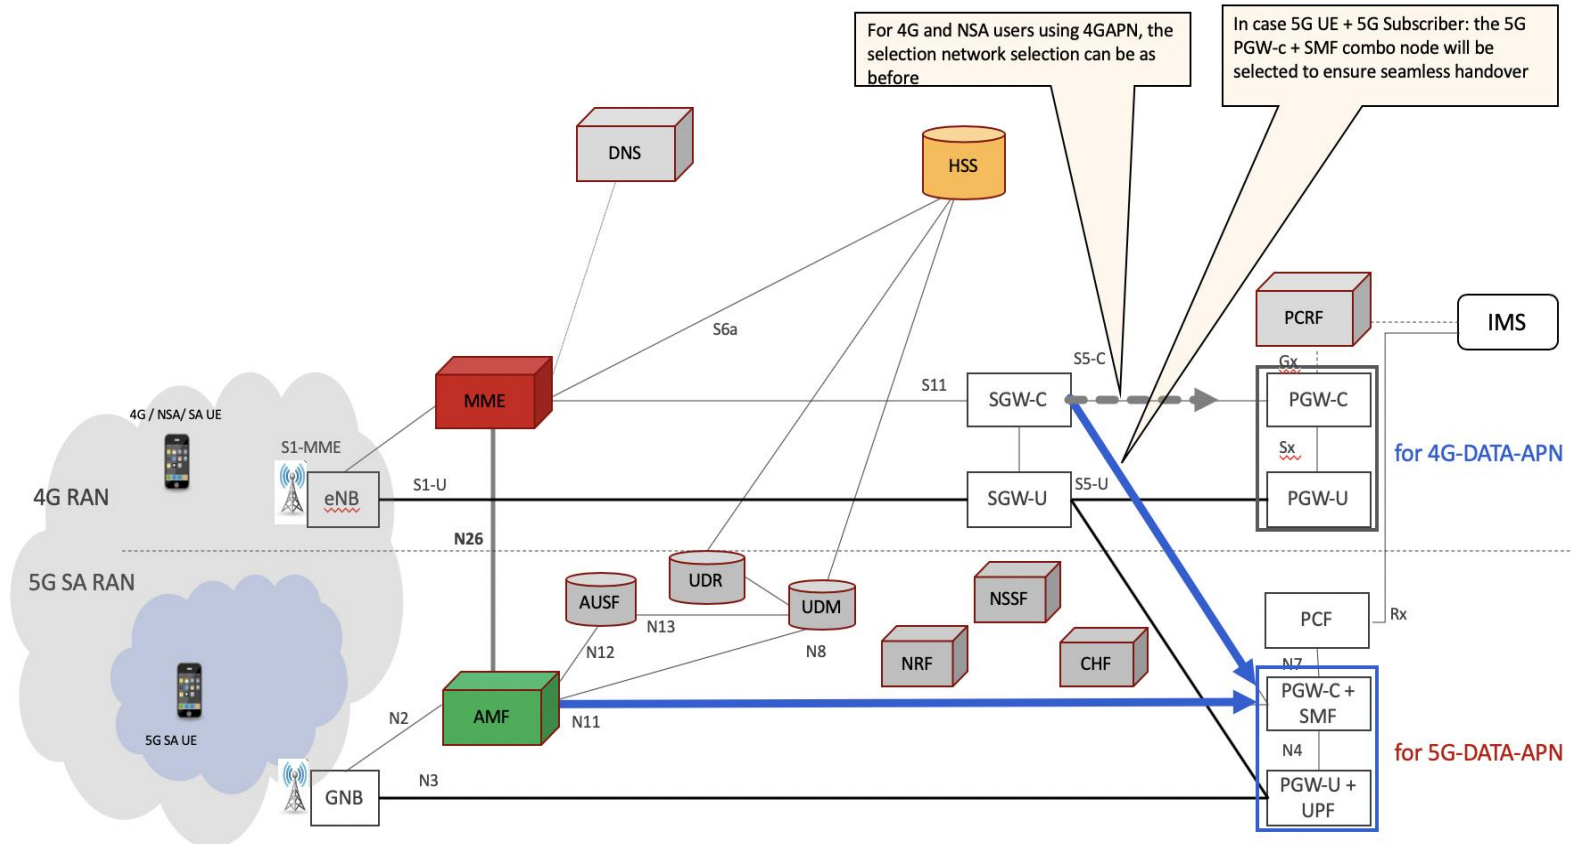 For 4G and NSA users using 4GAPN, the
selection network selection can be as
before
In case 5G UE + 5G Subscriber: the 5G
PGW-c + SMF combo node will be
selected to ensure seamless handover
DNS
HSS
S6a
PCRF
IMS
MME
S11
SGW-C
S5-C
Gx
PGW-C
4G / NSA/ SA UE
S1-MME
Sx
for 4G-DATA-APN
4G RAN
eNB
S1-U
SGW-U
S5-U
PGW-U
N26
5G SA RAN
UDR
AUSF
UDM
NSSF
N13
PCF
Rx
N12
N8
NRF
CHF
N7
PGW-C +
SMF
AMF
N2
N11
5G SA UE
N4
for 5G-DATA-APN
GNB
N3
PGW-U +
UPF